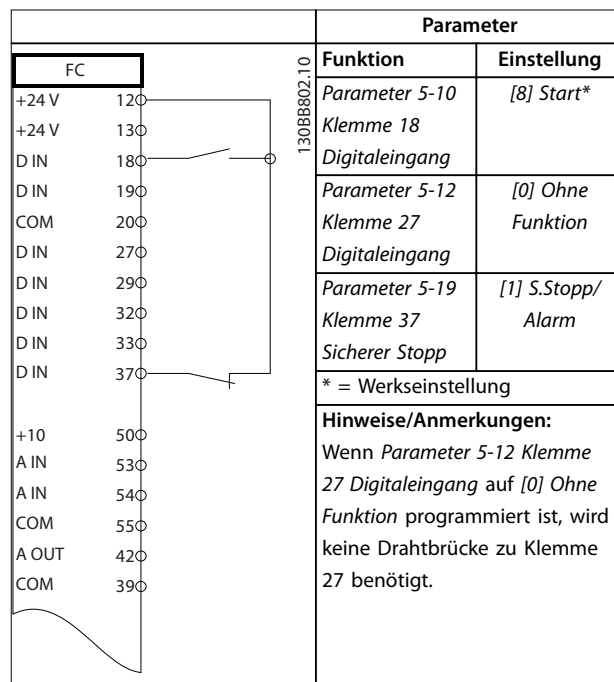 FC
+24 V 12
+24 V 13
D IN 18
D IN 19
COM 20
D IN 27
D IN 29
D IN 32
D IN 33
D IN 37
+10 50
A IN 53
A IN 54
COM 55
A OUT 42
COM 39
130BB802.10
Parameter
Funktion Einstellung
Parameter 5-10 [8] Start*
Klemme 18
Digitaleingang
Parameter 5-12 [0] Ohne
Klemme 27 Funktion
Digitaleingang
Parameter 5-19 [1] S.Stopp/
Klemme 37 Alarm
Sicherer Stopp
* = Werkseinstellung
Hinweise/Anmerkungen:
Wenn Parameter 5-12 Klemme
27 Digitaleingang auf [0] Ohne
Funktion programmiert ist, wird
keine Drahtbrücke zu Klemme
27 benötigt.